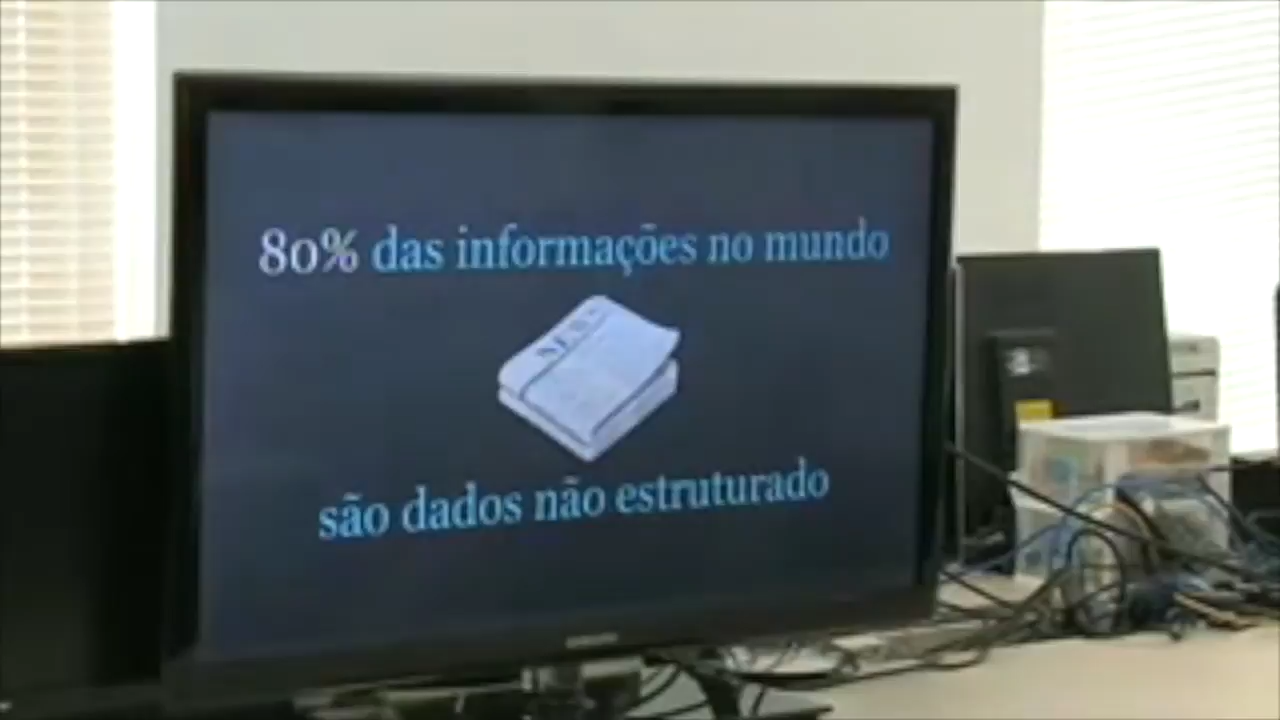 80% das informações no mundo
são dados não estruturado